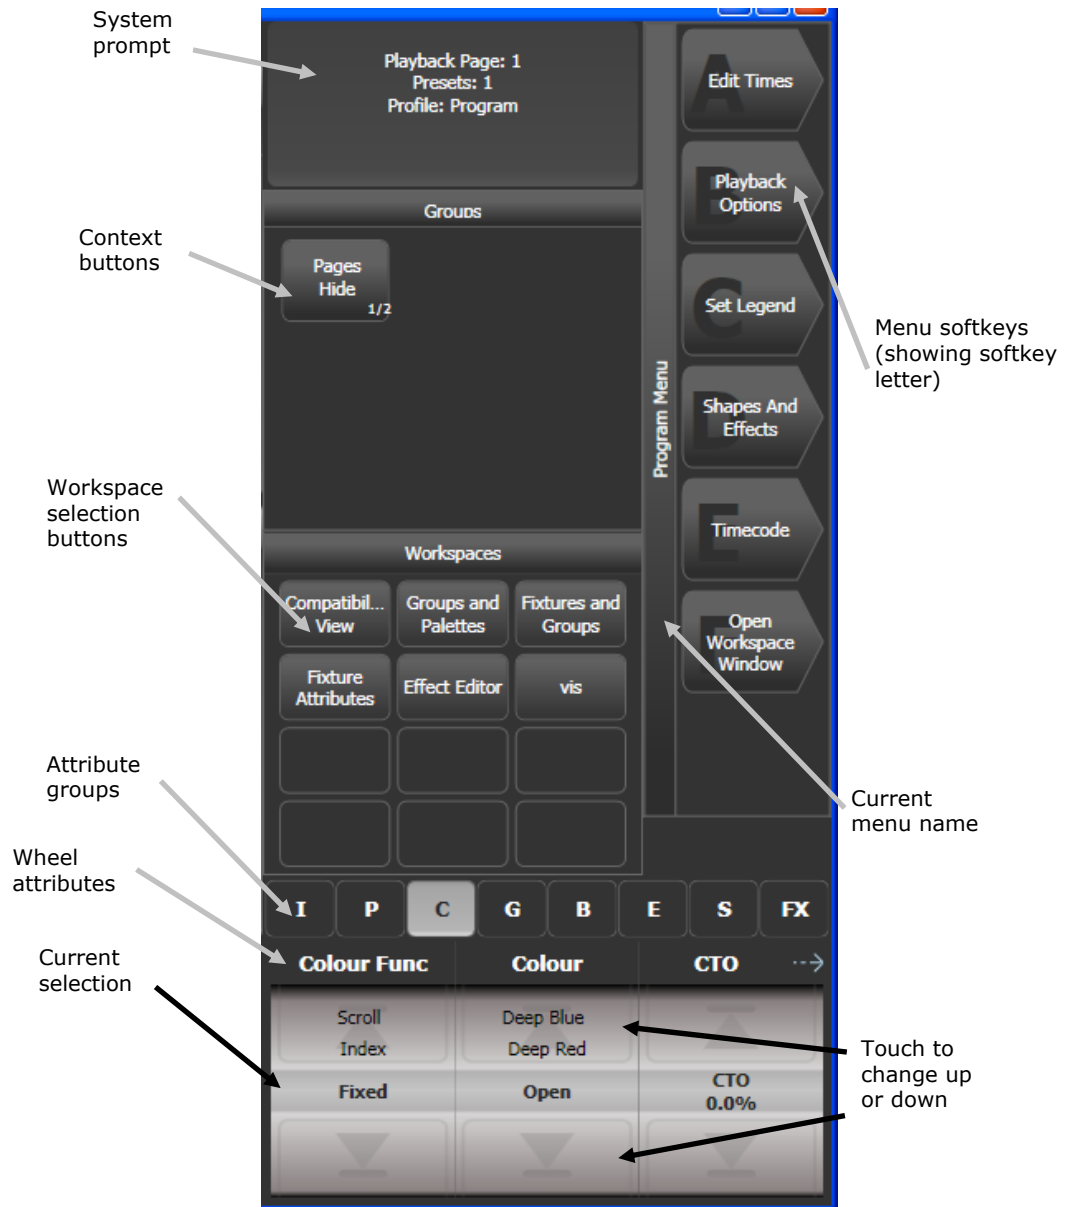 System
prompt
Playback Page: 1
Presets: 1
Profile: Program
A
Edit Times
B
Playback
Options
Groups
Context
buttons
Pages
Hide
1/2
C
Set Legend
Menu softkeys
(showing softkey
letter)
Program Menu
D
Shapes And
Effects
Workspace
selection
buttons
E
Timecode
Workspaces
Compatibil...
View
Groups and
Palettes
Fixtures and
Groups
F
Open
Workspace
Window
Fixture
Attributes
Effect Editor
vis
Attribute
groups
Current
menu name
Wheel
attributes
I P C G B E S FX
Current
selection
Colour Func Colour CTO
Scroll
Index
Fixed
Deep Blue
Deep Red
Open
CTO
0.0%
Touch to
change up
or down